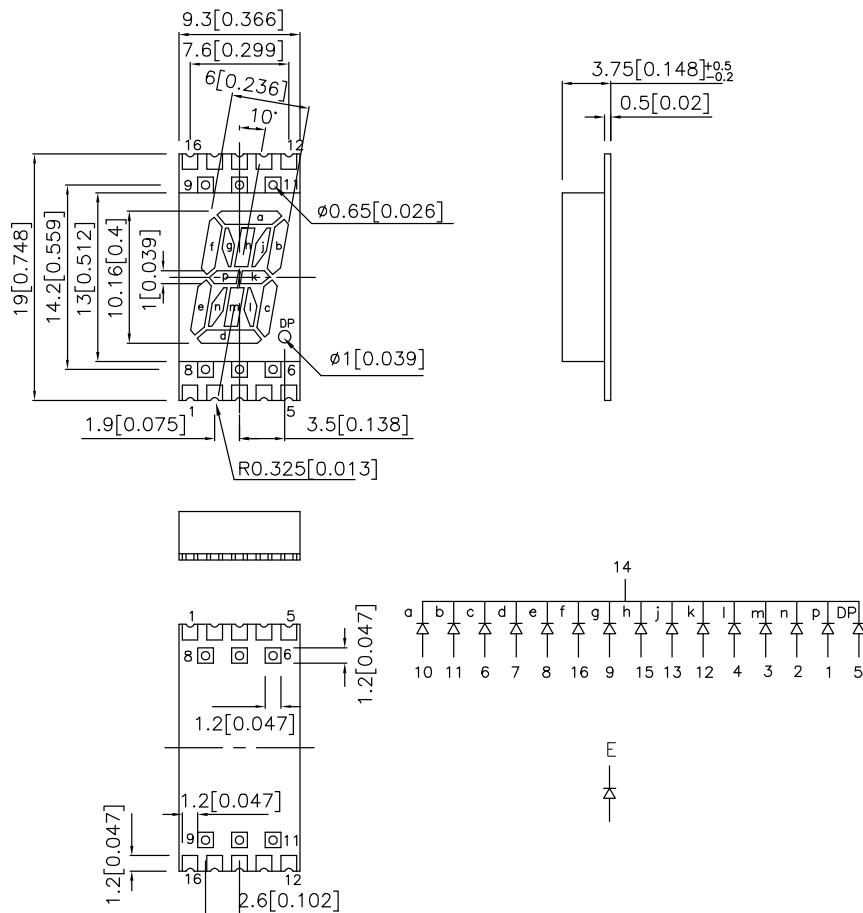 9.3[0.366]
7.6[0.299]
6[0.236]
10°
16 12
9 11
ø0.65[0.026]
19[0.748]
14.2[0.559]
13[0.512]
10.16[0.4]
1[0.039]
a
f g h j b
p k
e n m l c
d
DP
8 6
ø1[0.039]
1 5
1.9[0.075]
3.5[0.138]
R0.325[0.013]
3.75[0.148]+0.5 -0.2
0.5[0.02]
1 5
8 6
1.2[0.047]
1.2[0.047]
1.2[0.047]
9 11
1.2[0.047]
16 12
2.6[0.102]
14
a b c d e f g h j k l m n p DP
10 11 6 7 8 16 9 15 13 12 4 3 2 1 5
E